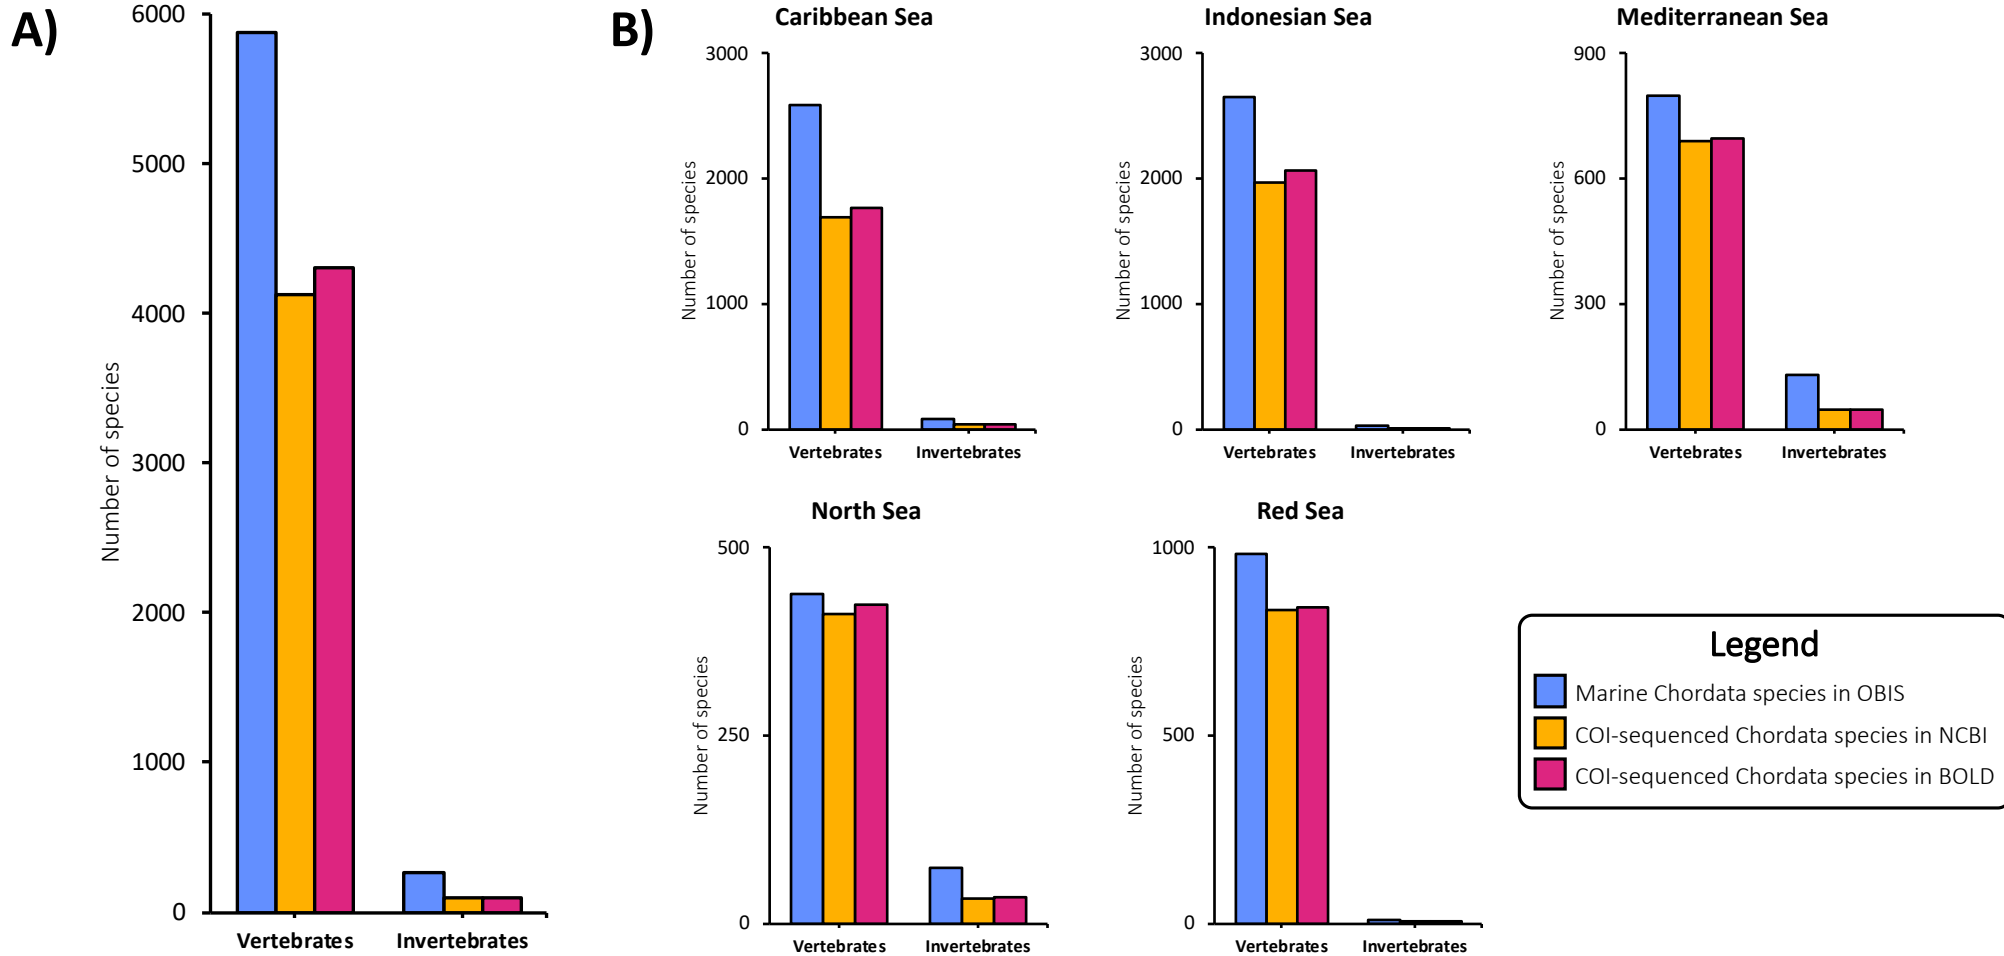 A)
6000
5000
4000
3000
2000
1000
0
Number of species
Vertebrates
Invertebrates
B)
Caribbean Sea
3000
2000
1000
0
Number of species
Vertebrates
Invertebrates
Indonesian Sea
3000
2000
1000
0
Number of species
Vertebrates
Invertebrates
Mediterranean Sea
900
600
300
0
Number of species
Vertebrates
Invertebrates
North Sea
500
250
0
Number of species
Vertebrates
Invertebrates
Red Sea
1000
500
0
Number of species
Vertebrates
Invertebrates
Legend
Marine Chordata species in OBIS
COI-sequenced Chordata species in NCBI
COI-sequenced Chordata species in BOLD